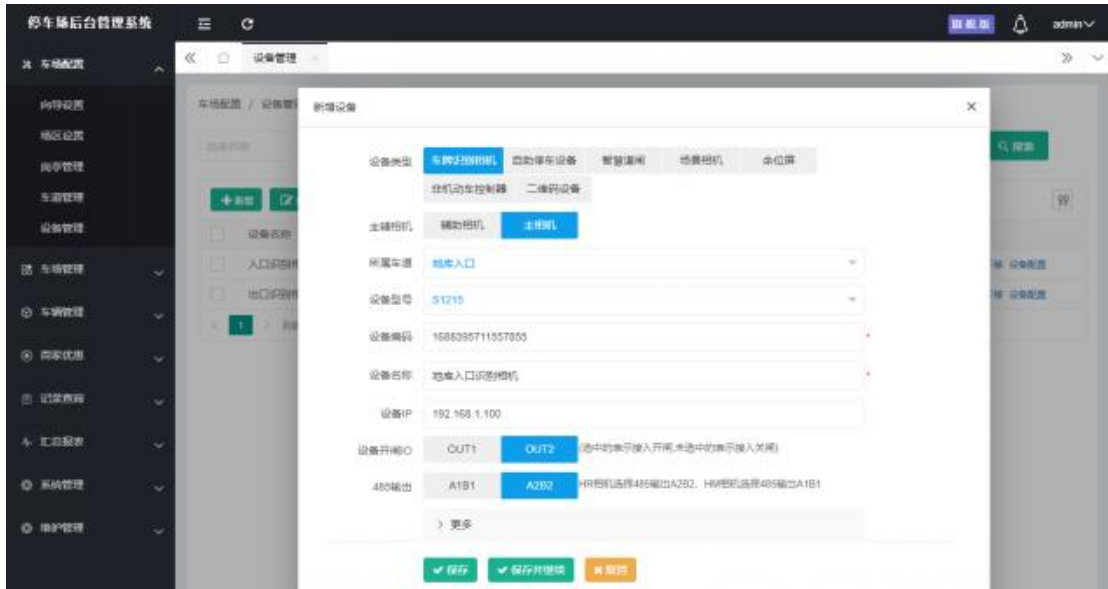 停车场后台管理系统
旗舰版
admin
车场配置
设备管理
向导设置
场区设置
岗亭管理
车道管理
设备管理
车场管理
车辆管理
商家优惠
记录查询
汇总报表
系统管理
维护管理
车场配置 / 设备管
搜索
新增
设备名称
入口识别相
出口识别相
1
设备配置
设备配置
新增设备
设备类型 车牌识别相机 自助停车设备 智慧道闸 场景相机 余位屏
非机动车控制器 二维码设备
主辅相机 辅助相机 主相机
所属车道 地库入口
设备型号 S1215
设备编码 1688395711557855 *
设备名称 地库入口识别相机 *
设备IP 192.168.1.100
设备开闸IO OUT1 OUT2 (选中的表示接入开闸,未选中的表示接入关闸)
485输出 A1B1 A2B2 HR相机选择485输出A2B2、HM相机选择485输出A1B1
> 更多
保存 保存并继续 取消